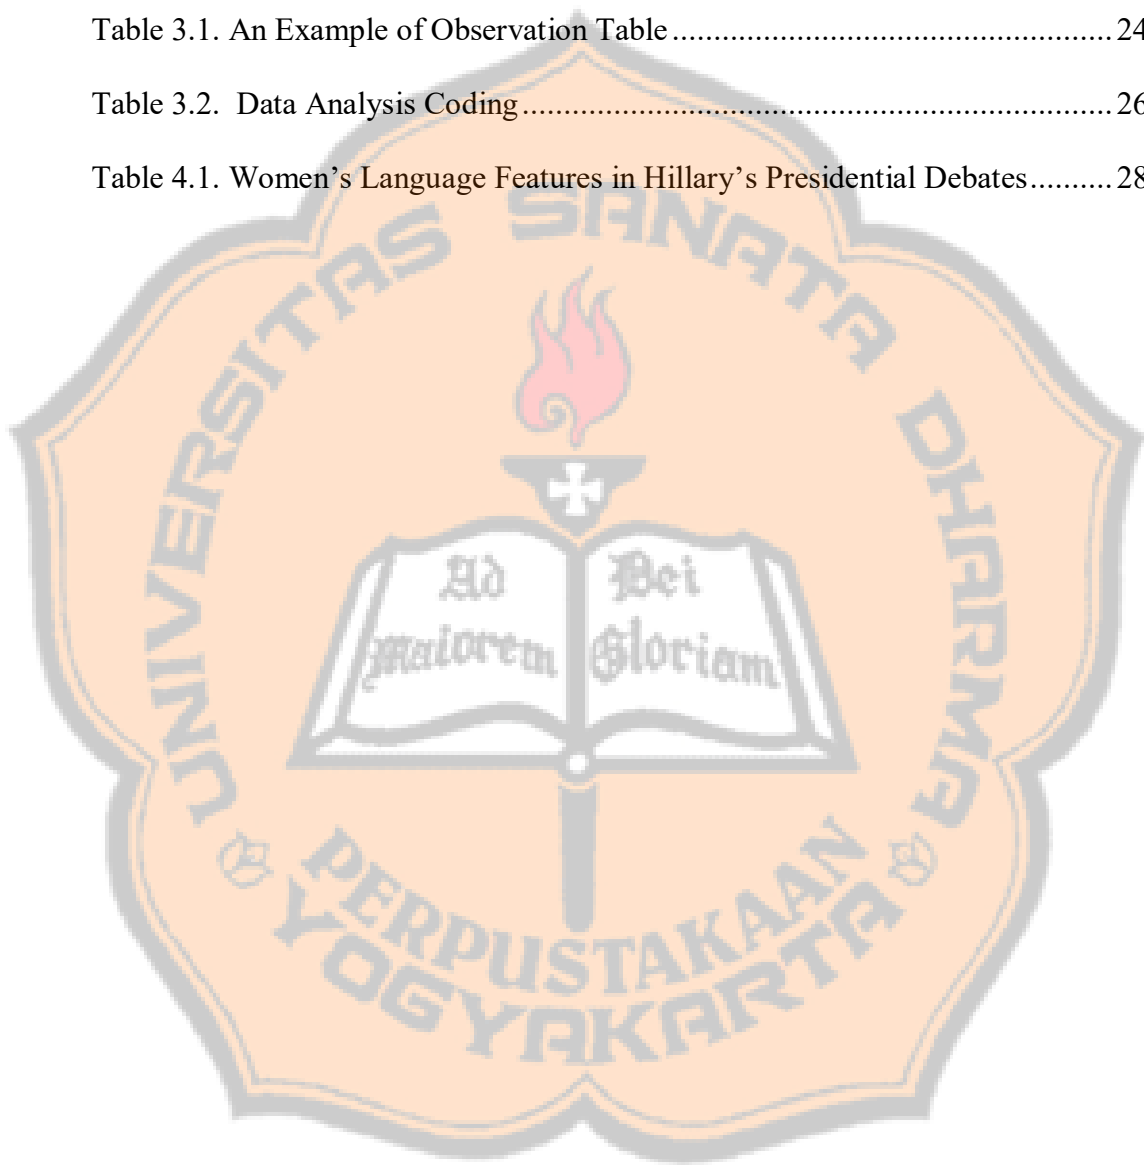 Table 3.1. An Example of Observation Table ................................................ 24
Table 3.2.  Data Analysis Coding ................................................................. 26
Table 4.1. Women’s Language Features in Hillary’s Presidential Debates .......... 28
UNIVERSITAS SANATA DHARMA
Ad Dei
Maiorem Gloriam
PERPUSTAKAAN
YOGYAKARTA